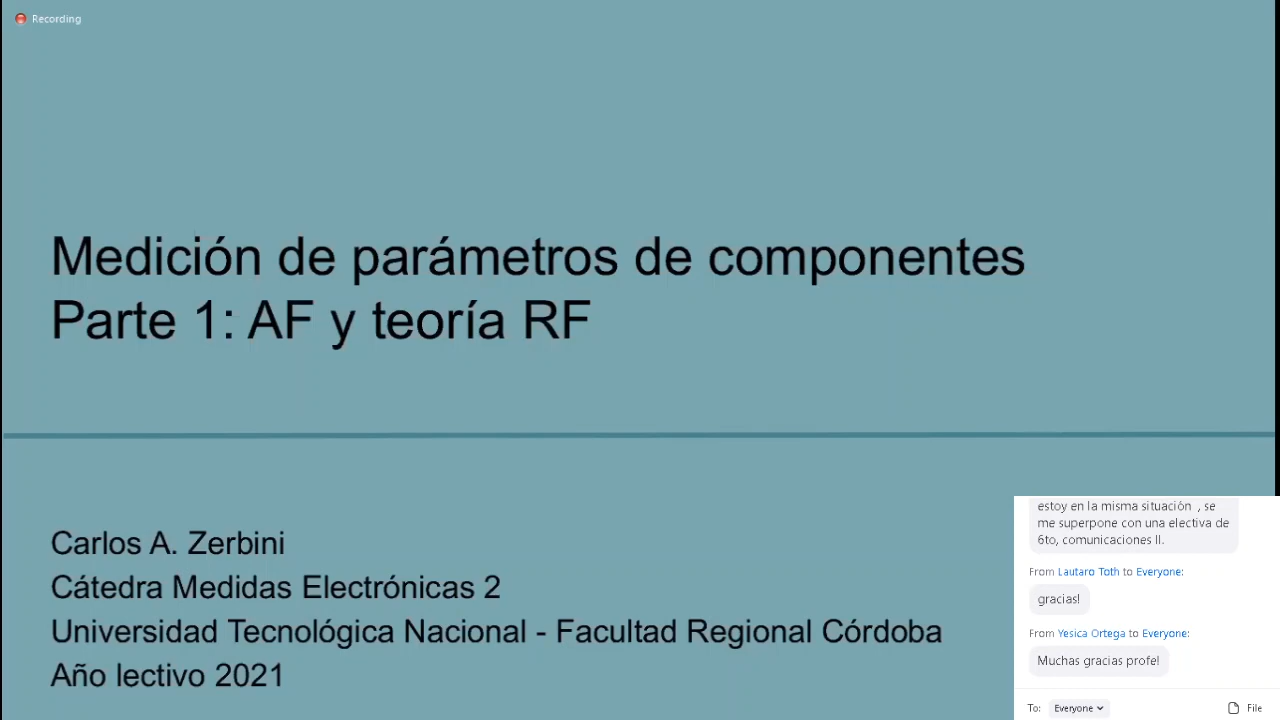 Recording
Medición de parámetros de componentes
Parte 1: AF y teoría RF
Carlos A. Zerbini
Cátedra Medidas Electrónicas 2
Universidad Tecnológica Nacional - Facultad Regional Córdoba
Año lectivo 2021
estoy en la misma situación , se
me superpone con una electiva de
6to, comunicaciones II.
From Lautaro Toth to Everyone:
gracias!
From Yesica Ortega to Everyone:
Muchas gracias profe!
To: Everyone File